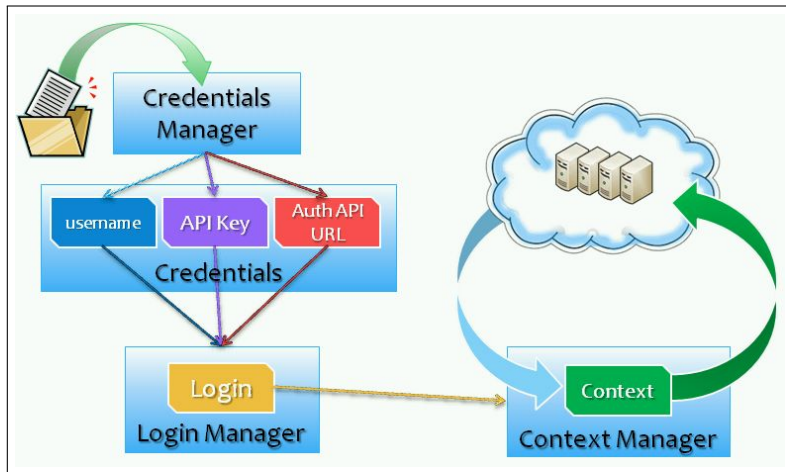 Credentials
Manager
username
API Key
Auth API
URL
Credentials
Login
Login Manager
Context
Context Manager